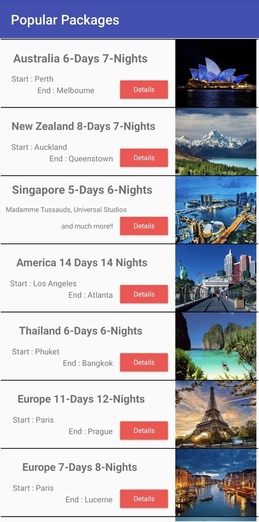 Popular Packages
Australia 6-Days 7-Nights
Start : Perth
End : Melbourne
Details
New Zealand 8-Days 7-Nights
Start : Auckland
End : Queenstown
Details
Singapore 5-Days 6-Nights
Madamme Tussauds, Universal Studios
and much more!!
Details
America 14 Days 14 Nights
Start : Los Angeles
End : Atlanta
Details
Thailand 6-Days 6-Nights
Start : Phuket
End : Bangkok
Details
Europe 11-Days 12-Nights
Start : Paris
End : Prague
Details
Europe 7-Days 8-Nights
Start : Paris
End : Lucerne
Details